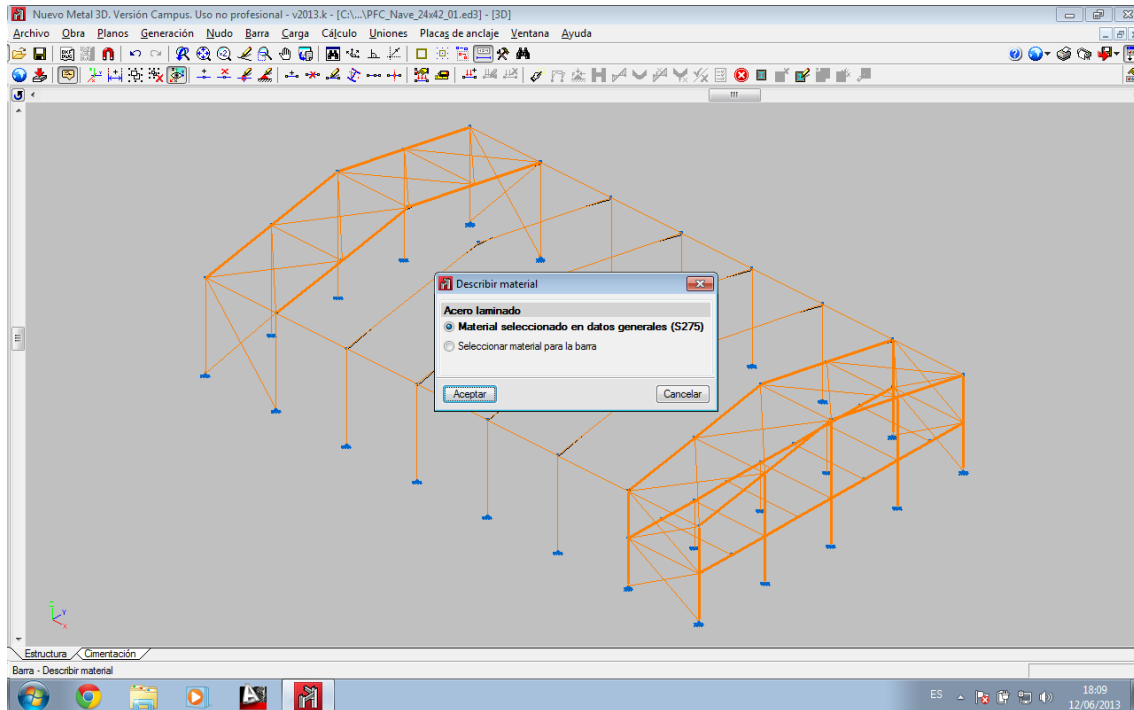 Nuevo Metal 3D. Versión Campus. Uso no profesional - v2013.k - [C:\...\PFC_Nave_24x42_01.ed3] - [3D]
Archivo Obra Planos Generación Nudo Barra Carga Cálculo Uniones Placas de anclaje Ventana Ayuda
Describir material
Acero laminado
Material seleccionado en datos generales (S275)
Seleccionar material para la barra
Aceptar Cancelar
Z
Y
X
Estructura Cimentación
Barra - Describir material
ES 18:09
12/06/2013